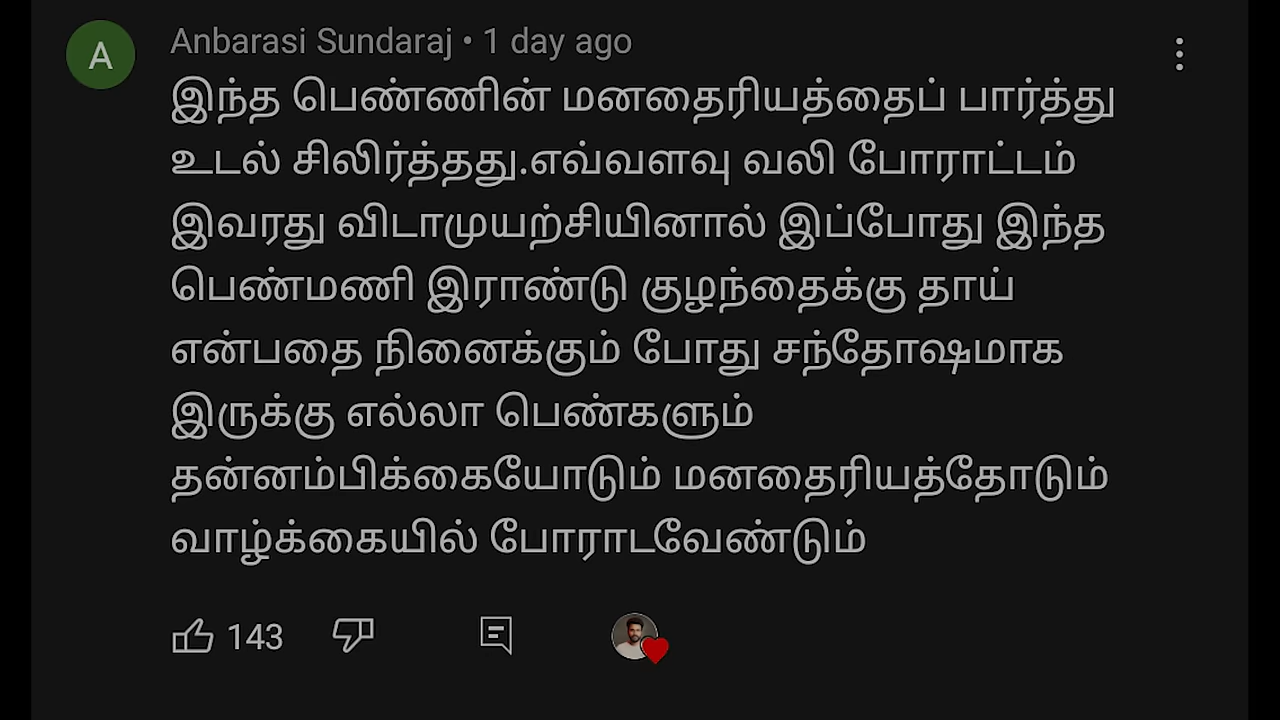 A
Anbarasi Sundaraj • 1 day ago
இந்த பெண்ணின் மனதைரியத்தைப் பார்த்து
உடல் சிலிர்த்தது.எவ்வளவு வலி போராட்டம்
இவரது விடாமுயற்சியினால் இப்போது இந்த
பெண்மணி இராண்டு குழந்தைக்கு தாய்
என்பதை நினைக்கும் போது சந்தோஷமாக
இருக்கு எல்லா பெண்களும்
தன்னம்பிக்கையோடும் மனதைரியத்தோடும்
வாழ்க்கையில் போராடவேண்டும்
143